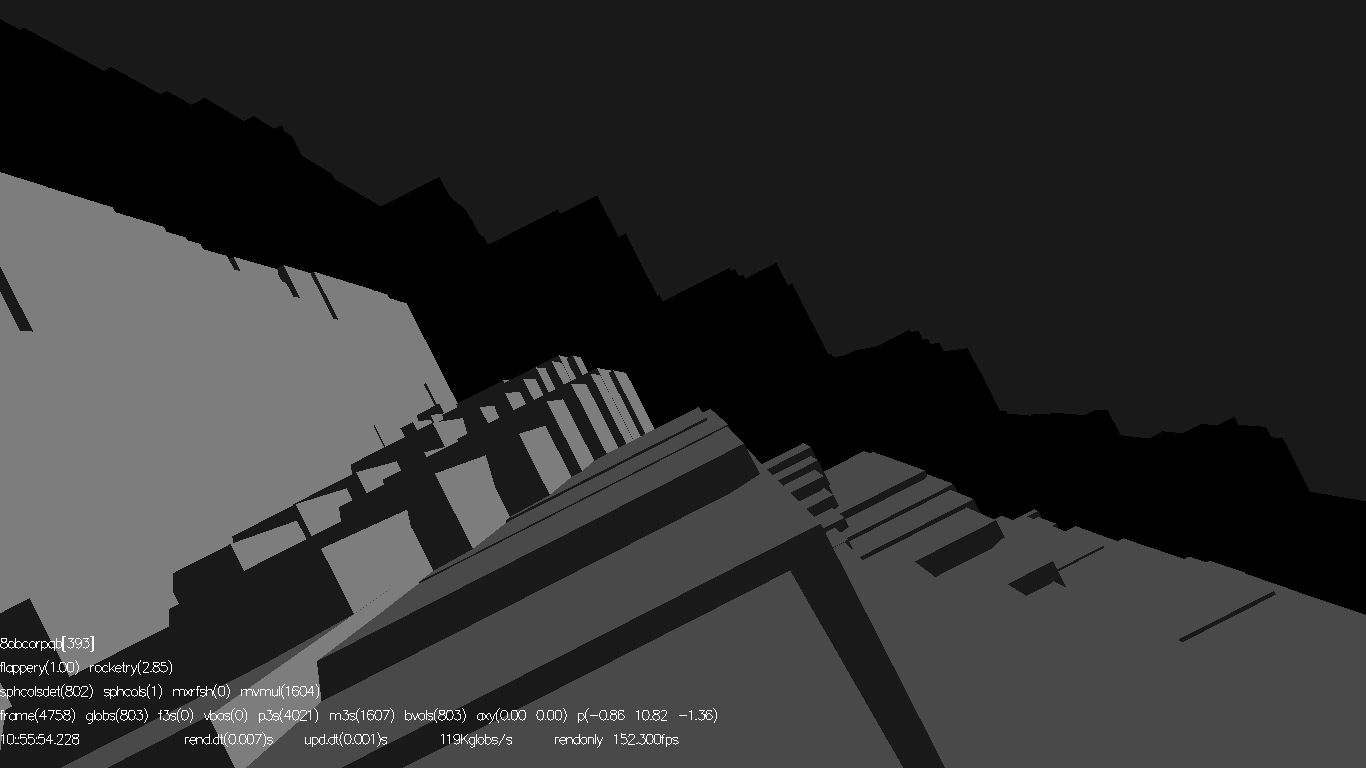 8obcorpqb[393]
flappery(1.00) rocketry(2.85)
sphcolsdet(802) sphcols(1) mxrfsh(0) mvmul(1604)
frame(4758) globs(803) f3s(0) vbos(0) p3s(4021) m3s(1607) bvols(803) axy(0.00 0.00) p(-0.86 10.82 -1.36)
10:55:54.228 rend.dt(0.007)s upd.dt(0.001)s 119Kglobs/s rendonly 152.300fps